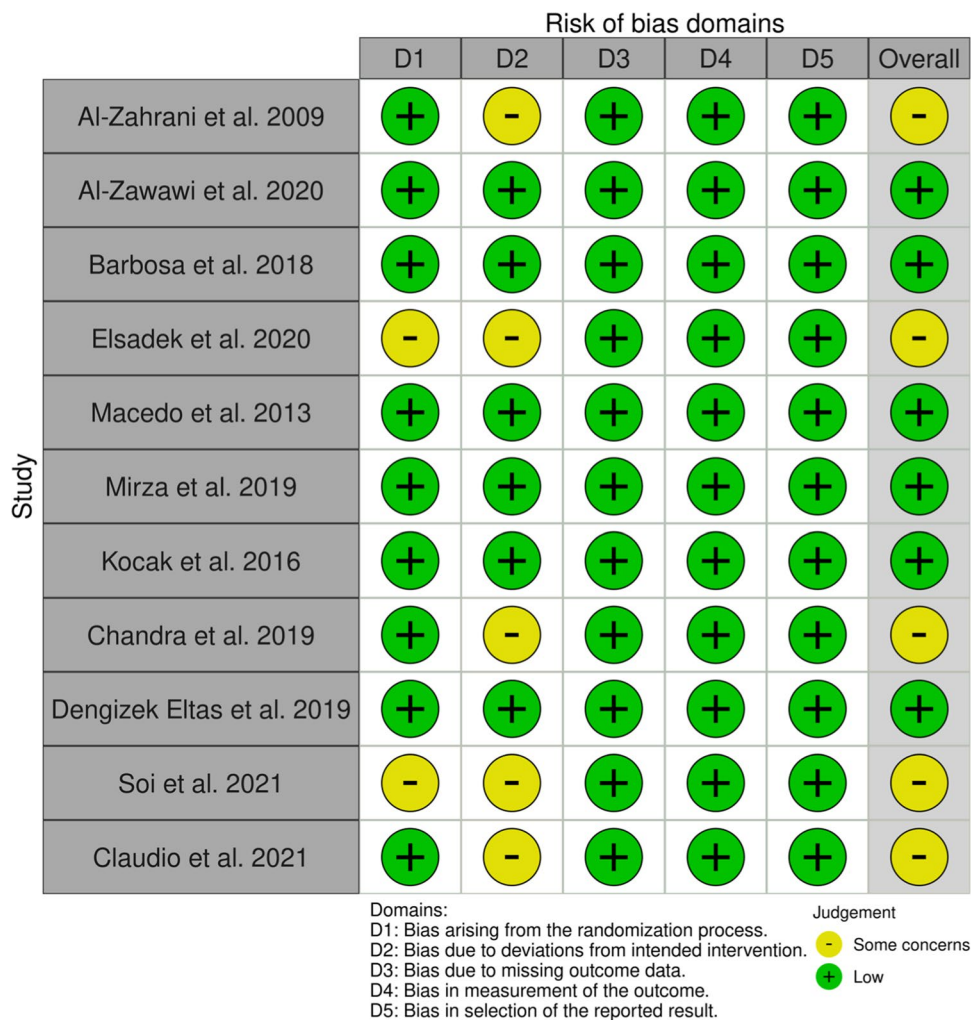 Risk of bias domains
D1 D2 D3 D4 D5 Overall
Study
Al-Zahrani et al. 2009 + - + + + -
Al-Zawawi et al. 2020 + + + + + +
Barbosa et al. 2018 + + + + + +
Elsadek et al. 2020 - - + + + -
Macedo et al. 2013 + + + + + +
Mirza et al. 2019 + + + + + +
Kocak et al. 2016 + + + + + +
Chandra et al. 2019 + - + + + -
Dengizek Eltas et al. 2019 + + + + + +
Soi et al. 2021 - - + + + -
Claudio et al. 2021 + - + + + -
Domains:
D1: Bias arising from the randomization process.
D2: Bias due to deviations from intended intervention.
D3: Bias due to missing outcome data.
D4: Bias in measurement of the outcome.
D5: Bias in selection of the reported result.
Judgement
- Some concerns
+ Low